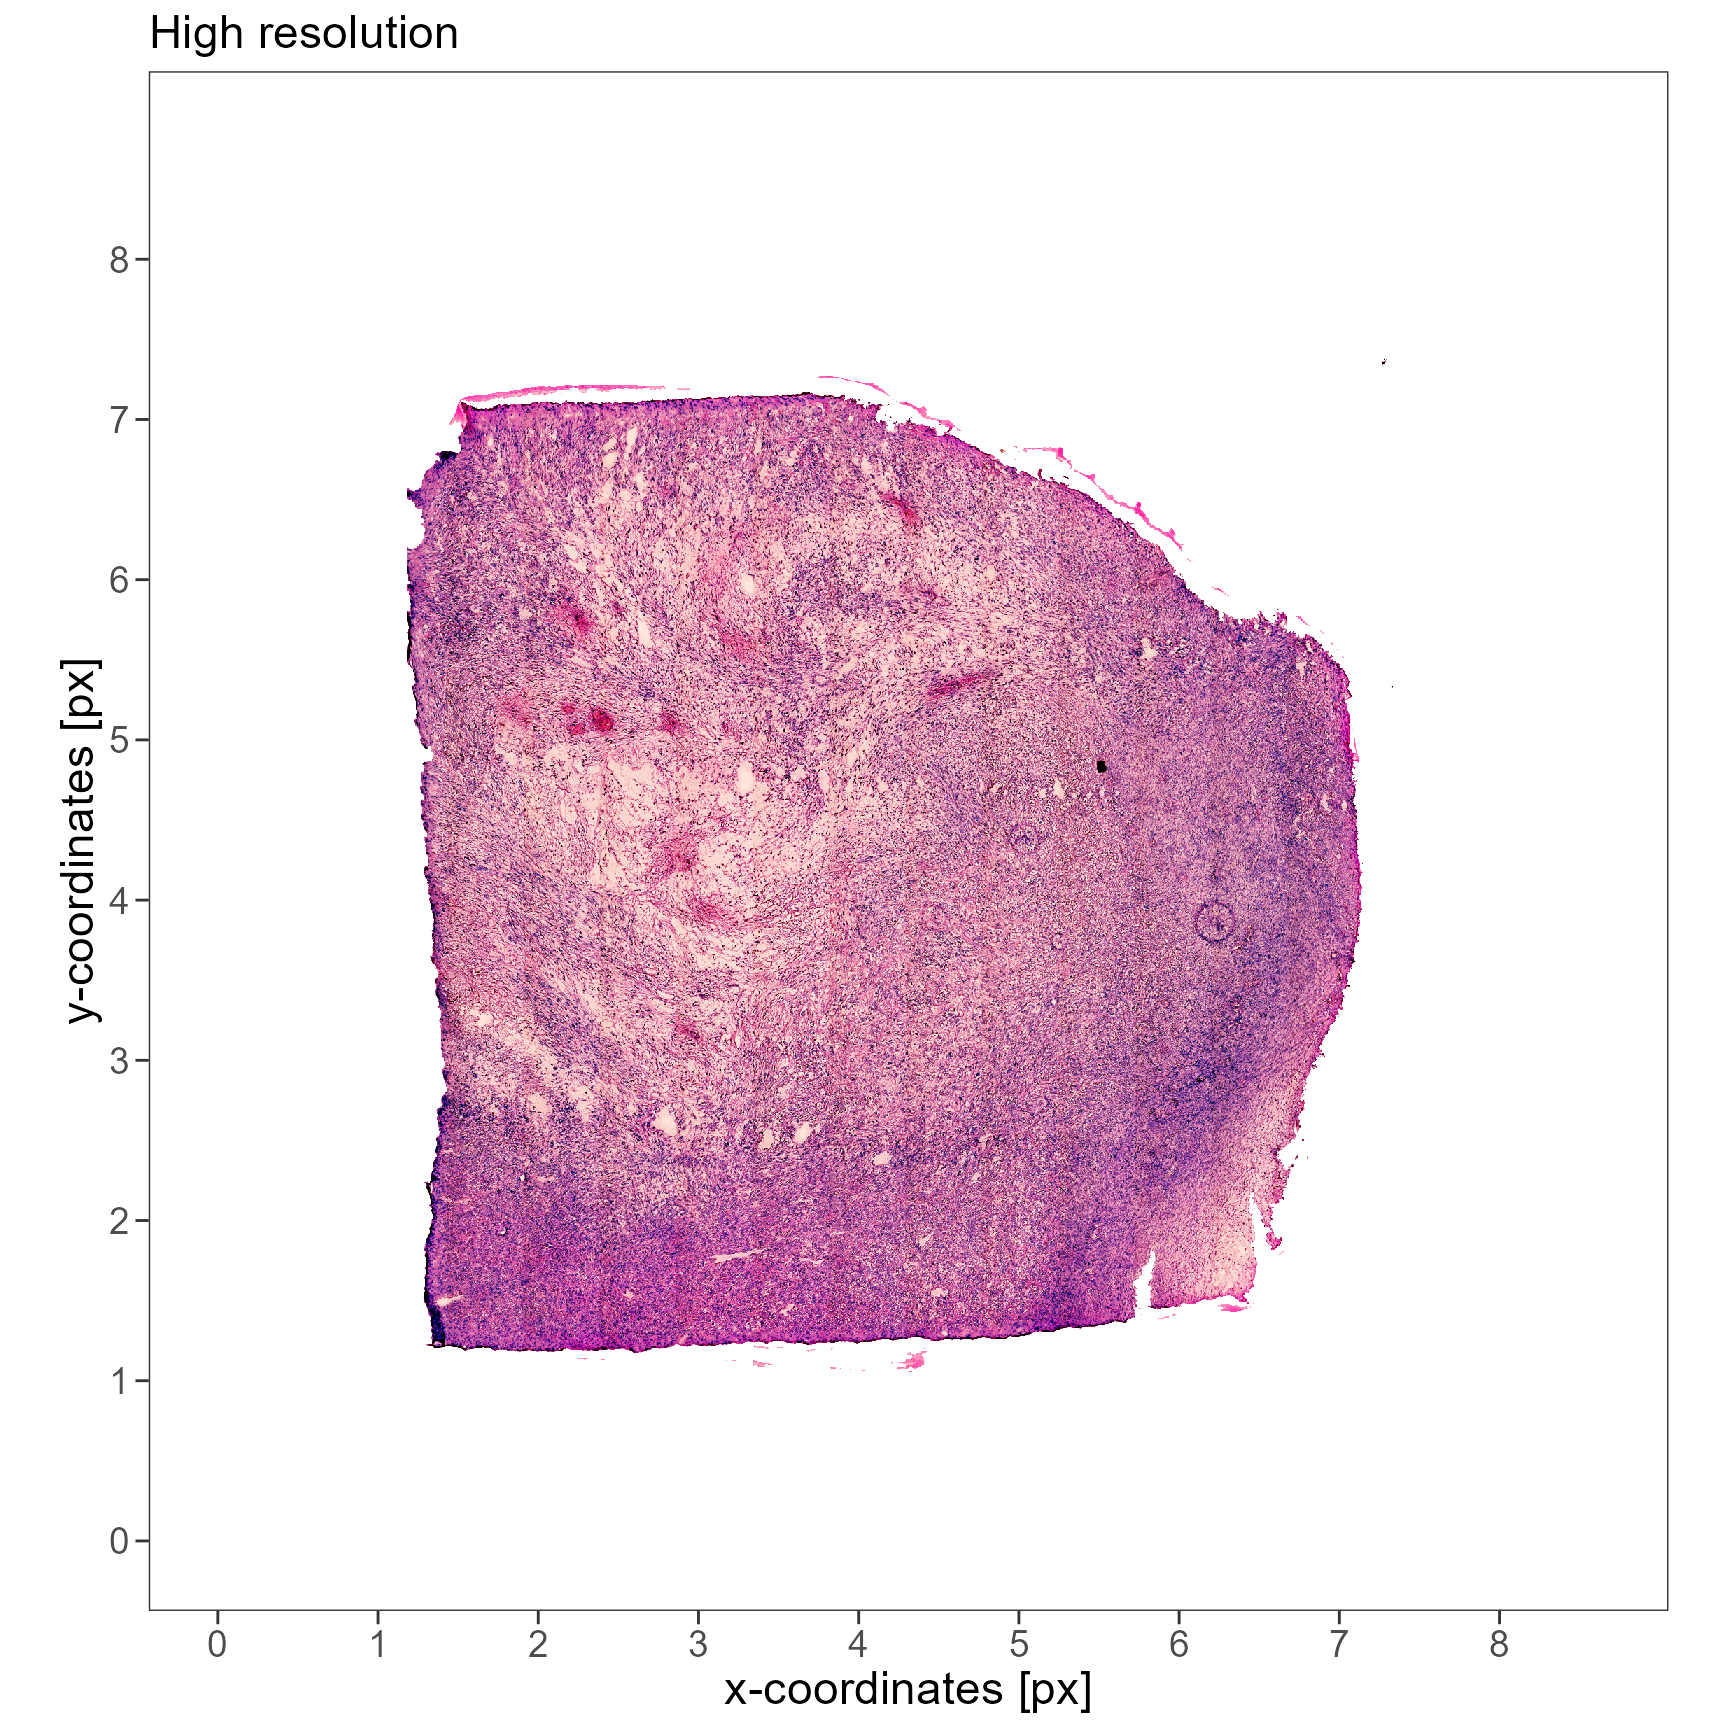 High resolution
8
7
6
5
4
3
2
1
0
y-coordinates [px]
0 1 2 3 4 5 6 7 8
x-coordinates [px]